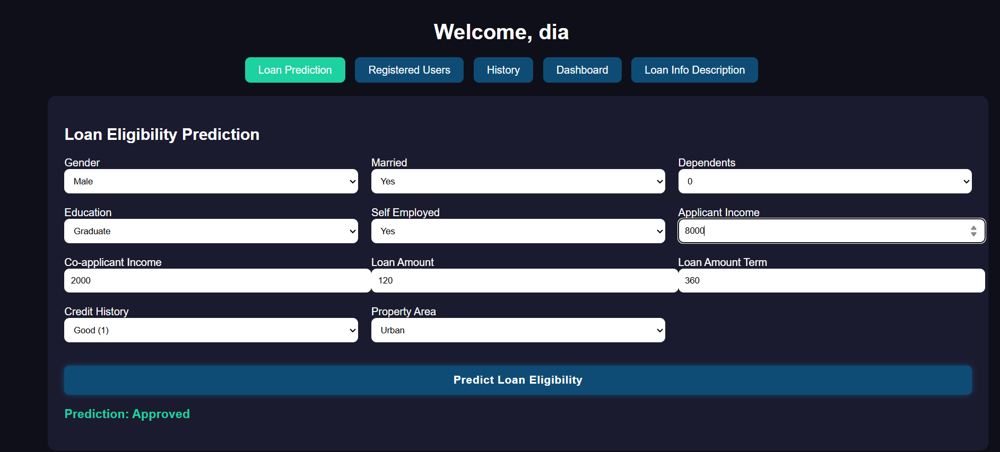 Welcome, dia
Loan Prediction Registered Users History Dashboard Loan Info Description
Loan Eligibility Prediction
Gender Married Dependents
Male Yes 0
Education Self Employed Applicant Income
Graduate Yes 8000
Co-applicant Income Loan Amount Loan Amount Term
2000 120 360
Credit History Property Area
Good (1) Urban
Predict Loan Eligibility
Prediction: Approved